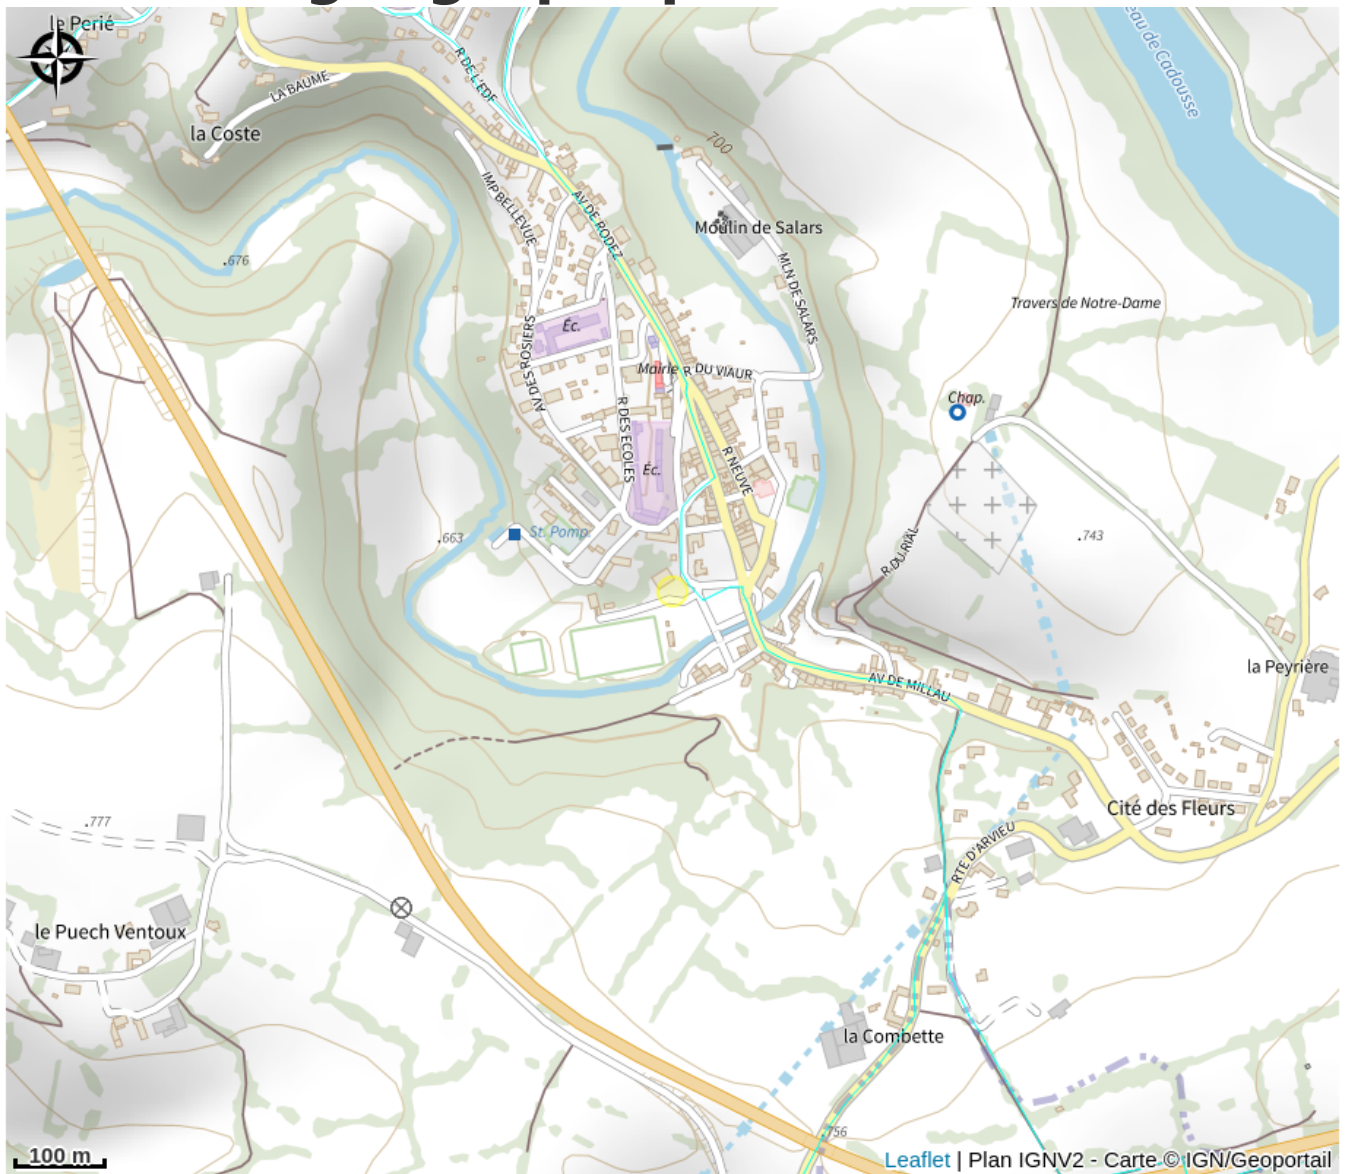 le Perié
R DE L'EDF
LA BAUME
la Coste
eau de Cadousse
700
IMP BELLEVUE
AV DE RODEZ
Moulin de Salars
MLN DE SALARS
.676
Travers de Notre-Dame
Éc.
AV DES ROSIERS
Mairie
R DU VIAUR
Chap.
R DES ECOLES
R NEUVE
Éc.
.663
St. Pomp.
R DU RIAL
.743
la Peyrière
AV DE MILLAU
.777
Cité des Fleurs
RTE D'ARVIEU
le Puech Ventoux
la Combette
756
100 m
Leaflet | Plan IGNV2 - Carte © IGN/Geoportail